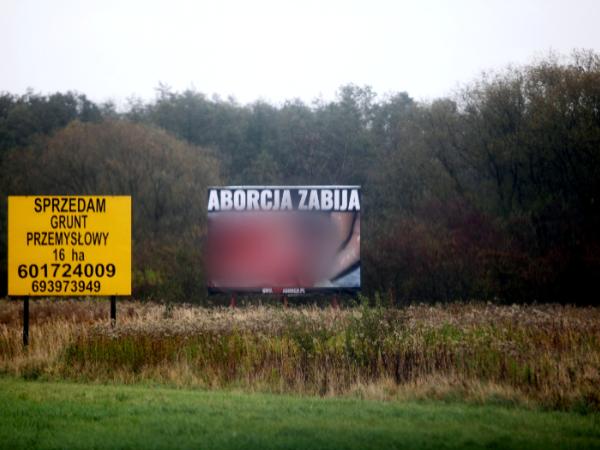 SPRZEDAM
GRUNT
PRZEMYSŁOWY
16 ha
601724009
693973949
ABORCJA ZABIJA